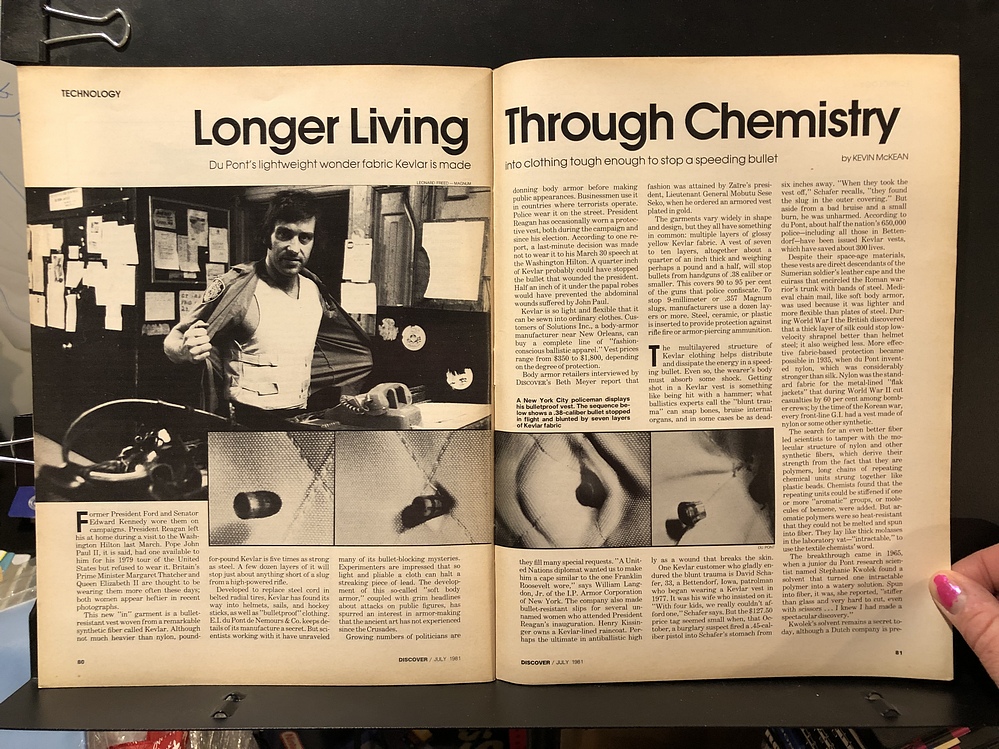 TECHNOLOGY
Longer Living
Through Chemistry
Du Pont's lightweight wonder fabric Kevlar is made
into clothing tough enough to stop a speeding bullet
by KEVIN McKEAN
LEONARD FREED — MAGNUM
Former President Ford and Senator
Edward Kennedy wore them on
campaigns. President Reagan left
his at home during a visit to the Wash-
ington Hilton last March. Pope John
Paul II, it is said, had one available to
him for his 1979 tour of the United
States but refused to wear it. Britain's
Prime Minister Margaret Thatcher and
Queen Elizabeth II are thought to be
wearing them more often these days;
both women appear heftier in recent
photographs.
This new "in" garment is a bullet-
resistant vest woven from a remarkable
synthetic fiber called Kevlar. Although
not much heavier than nylon, pound-
for-pound Kevlar is five times as strong
as steel. A few dozen layers of it will
stop just about anything short of a slug
from a high-powered rifle.
Developed to replace steel cord in
belted radial tires, Kevlar has found its
way into helmets, sails, and hockey
sticks, as well as "bulletproof" clothing.
E.I. du Pont de Nemours & Co. keeps de-
tails of its manufacture a secret. But sci-
entists working with it have unraveled
many of its bullet-blocking mysteries.
Experimenters are impressed that so
light and pliable a cloth can halt a
streaking piece of lead. The develop-
ment of this so-called "soft body
armor," coupled with grim headlines
about attacks on public figures, has
spurred an interest in armor-making
that the ancient art has not experienced
since the Crusades.
Growing numbers of politicians are
80
DISCOVER / JULY 1981
donning body armor before making
public appearances. Businessmen use it
in countries where terrorists operate.
Police wear it on the street. President
Reagan has occasionally worn a protec-
tive vest, both during the campaign and
since his election. According to one re-
port, a last-minute decision was made
not to wear it to his March 30 speech at
the Washington Hilton. A quarter inch
of Kevlar probably could have stopped
the bullet that wounded the president.
Half an inch of it under the papal robes
would have prevented the abdominal
wounds suffered by John Paul.
Kevlar is so light and flexible that it
can be sewn into ordinary clothes. Cus-
tomers of Solutions Inc., a body-armor
manufacturer near New Orleans, can
buy a complete line of "fashion-
conscious ballistic apparel." Vest prices
range from $350 to $1,800, depending
on the degree of protection.
Body armor retailers interviewed by
DISCOVER's Beth Meyer report that
A New York City policeman displays
his bulletproof vest. The sequence be-
low shows a .38-caliber bullet stopped
in flight and blunted by seven layers
of Kevlar fabric
DU PONT
they fill many special requests. "A Unit-
ed Nations diplomat wanted us to make
him a cape similar to the one Franklin
Roosevelt wore," says William Lang-
don, Jr. of the I.P. Armor Corporation
of New York. The company also made
bullet-resistant slips for several un-
named women who attended President
Reagan's inauguration. Henry Kissin-
ger owns a Kevlar-lined raincoat. Per-
haps the ultimate in antiballistic high
fashion was attained by Zaïre's presi-
dent, Lieutenant General Mobutu Sese
Seko, when he ordered an armored vest
plated in gold.
The garments vary widely in shape
and design, but they all have something
in common: multiple layers of glossy
yellow Kevlar fabric. A vest of seven
to ten layers, altogether about a
quarter of an inch thick and weighing
perhaps a pound and a half, will stop
bullets from handguns of .38 caliber or
smaller. This covers 90 to 95 per cent
of the guns that police confiscate. To
stop 9-millimeter or .357 Magnum
slugs, manufacturers use a dozen lay-
ers or more. Steel, ceramic, or plastic
is inserted to provide protection against
rifle fire or armor-piercing ammunition.
The multilayered structure of
Kevlar clothing helps distribute
and dissipate the energy in a speed-
ing bullet. Even so, the wearer's body
must absorb some shock. Getting
shot in a Kevlar vest is something
like being hit with a hammer; what
ballistics experts call the "blunt trau-
ma" can snap bones, bruise internal
organs, and in some cases be as dead-
ly as a wound that breaks the skin.
One Kevlar customer who gladly en-
dured the blunt trauma is David Scha-
fer, 33, a Bettendorf, Iowa, patrolman
who began wearing a Kevlar vest in
1977. It was his wife who insisted on it:
"With four kids, we really couldn't af-
ford one," Schafer says. But the $127.50
price tag seemed small when, that Oc-
tober, a burglary suspect fired a .45-cal-
iber pistol into Schafer's stomach from
six inches away. "When they took the
vest off," Schafer recalls, "they found
the slug in the outer covering." But
aside from a bad bruise and a small
burn, he was unharmed. According to
du Pont, about half the nation's 650,000
police—including all those in Betten-
dorf—have been issued Kevlar vests,
which have saved about 300 lives.
Despite their space-age materials,
these vests are direct descendants of the
Sumerian soldier's leather cape and the
cuirass that encircled the Roman war-
rior's trunk with bands of steel. Medi-
eval chain mail, like soft body armor,
was used because it was lighter and
more flexible than plates of steel. Dur-
ing World War I the British discovered
that a thick layer of silk could stop low-
velocity shrapnel better than helmet
steel; it also weighed less. More effec-
tive fabric-based protection became
possible in 1935, when du Pont invent-
ed nylon, which was considerably
stronger than silk. Nylon was the stand-
ard fabric for the metal-lined "flak
jackets" that during World War II cut
casualties by 60 per cent among bomb-
er crews; by the time of the Korean war,
every front-line G.I. had a vest made of
nylon or some other synthetic.
The search for an even better fiber
led scientists to tamper with the mo-
lecular structure of nylon and other
synthetic fibers, which derive their
strength from the fact that they are
polymers, long chains of repeating
chemical units strung together like
plastic beads. Chemists found that the
repeating units could be stiffened if one
or more "aromatic" groups, or mole-
cules of benzene, were added. But ar-
omatic polymers were so heat-resistant
that they could not be melted and spun
into fiber. They lay like thick molasses
in the laboratory vat—"intractable," to
use the textile chemists' word.
The breakthrough came in 1965,
when a junior du Pont research scien-
tist named Stephanie Kwolek found a
solvent that turned one intractable
polymer into a watery solution. Spun
into fiber, it was, she reported, "stiffer
than glass and very hard to cut, even
with scissors . . . I knew I had made a
spectacular discovery."
Kwolek's solvent remains a secret to-
day, although a Dutch company is pre-
DISCOVER / JULY 1981
81